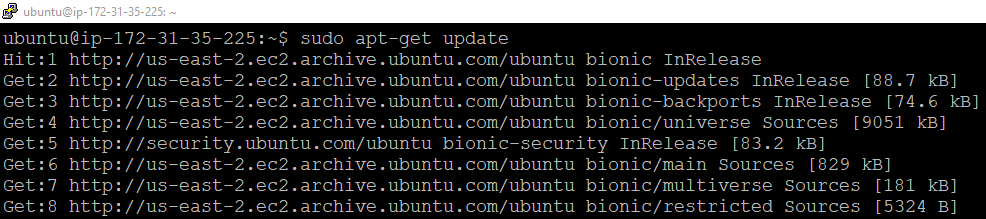 ubuntu@ip-172-31-35-225: ~
ubuntu@ip-172-31-35-225:~$ sudo apt-get update
Hit:1 http://us-east-2.ec2.archive.ubuntu.com/ubuntu bionic InRelease
Get:2 http://us-east-2.ec2.archive.ubuntu.com/ubuntu bionic-updates InRelease [88.7 kB]
Get:3 http://us-east-2.ec2.archive.ubuntu.com/ubuntu bionic-backports InRelease [74.6 kB]
Get:4 http://us-east-2.ec2.archive.ubuntu.com/ubuntu bionic/universe Sources [9051 kB]
Get:5 http://security.ubuntu.com/ubuntu bionic-security InRelease [83.2 kB]
Get:6 http://us-east-2.ec2.archive.ubuntu.com/ubuntu bionic/main Sources [829 kB]
Get:7 http://us-east-2.ec2.archive.ubuntu.com/ubuntu bionic/multiverse Sources [181 kB]
Get:8 http://us-east-2.ec2.archive.ubuntu.com/ubuntu bionic/restricted Sources [5324 B]